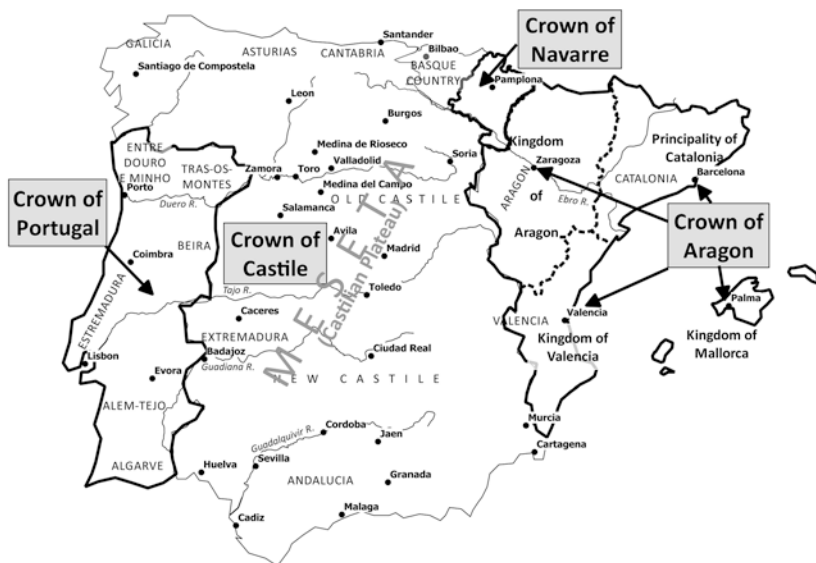 Crown of
Navarre
Santander
GALICIA
ASTURIAS
CANTABRIA
Bilbao
BASQUE
COUNTRY
Santiago de Compostela
Pamplona
Leon
Burgos
Kingdom
Principality of
Catalonia
Medina de Rioseco
ENTRE
DOURO
E MINHO
TRAS-OS-
MONTES
Soria
Zaragoza
Zamora
Toro
Valladolid
Barcelona
CATALONIA
Porto
Medina del Campo
ARAGON
of
Ebro R.
Duero R.
OLD CASTILE
Crown of
Portugal
Salamanca
Aragon
Crown of
Aragon
BEIRA
Crown of
Castile
Avila
MESETA
(Castilian Plateau)
Madrid
Coimbra
Tajo R.
Toledo
Palma
ESTREMADURA
Caceres
VALENCIA
Valencia
Kingdom of
Mallorca
EXTREMADURA
Kingdom of
Valencia
Lisbon
Badajoz
Ciudad Real
Guadiana R.
Evora
NEW CASTILE
ALEM-TEJO
Murcia
Guadalquivir R.
Cordoba
Jaen
Cartagena
ALGARVE
Huelva
Sevilla
ANDALUCIA
Granada
Cadiz
Malaga